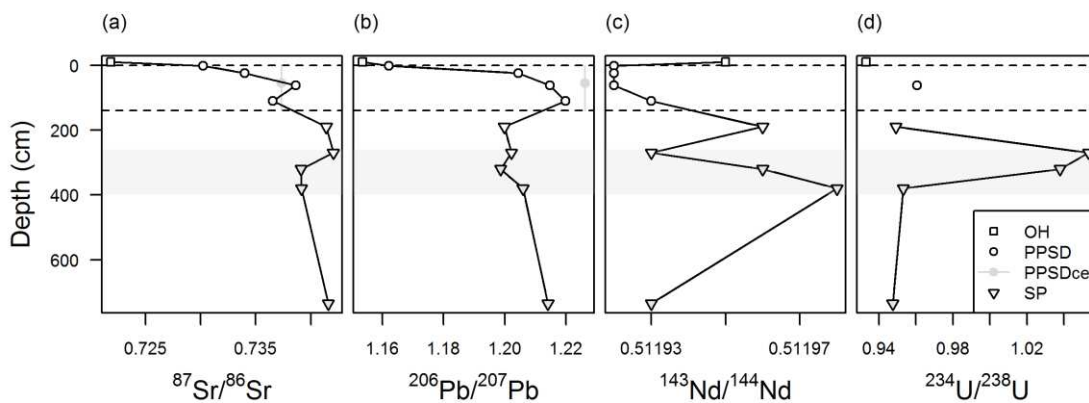 (a) (b) (c) (d)
Depth (cm)
0
200
400
600
OH
PPSD
PPSDce
SP
0.725 0.735 1.16 1.18 1.20 1.22 0.51193 0.51197 0.94 0.98 1.02
⁸⁷Sr/⁸⁶Sr ²⁰⁶Pb/²⁰⁷Pb ¹⁴³Nd/¹⁴⁴Nd ²³⁴U/²³⁸U